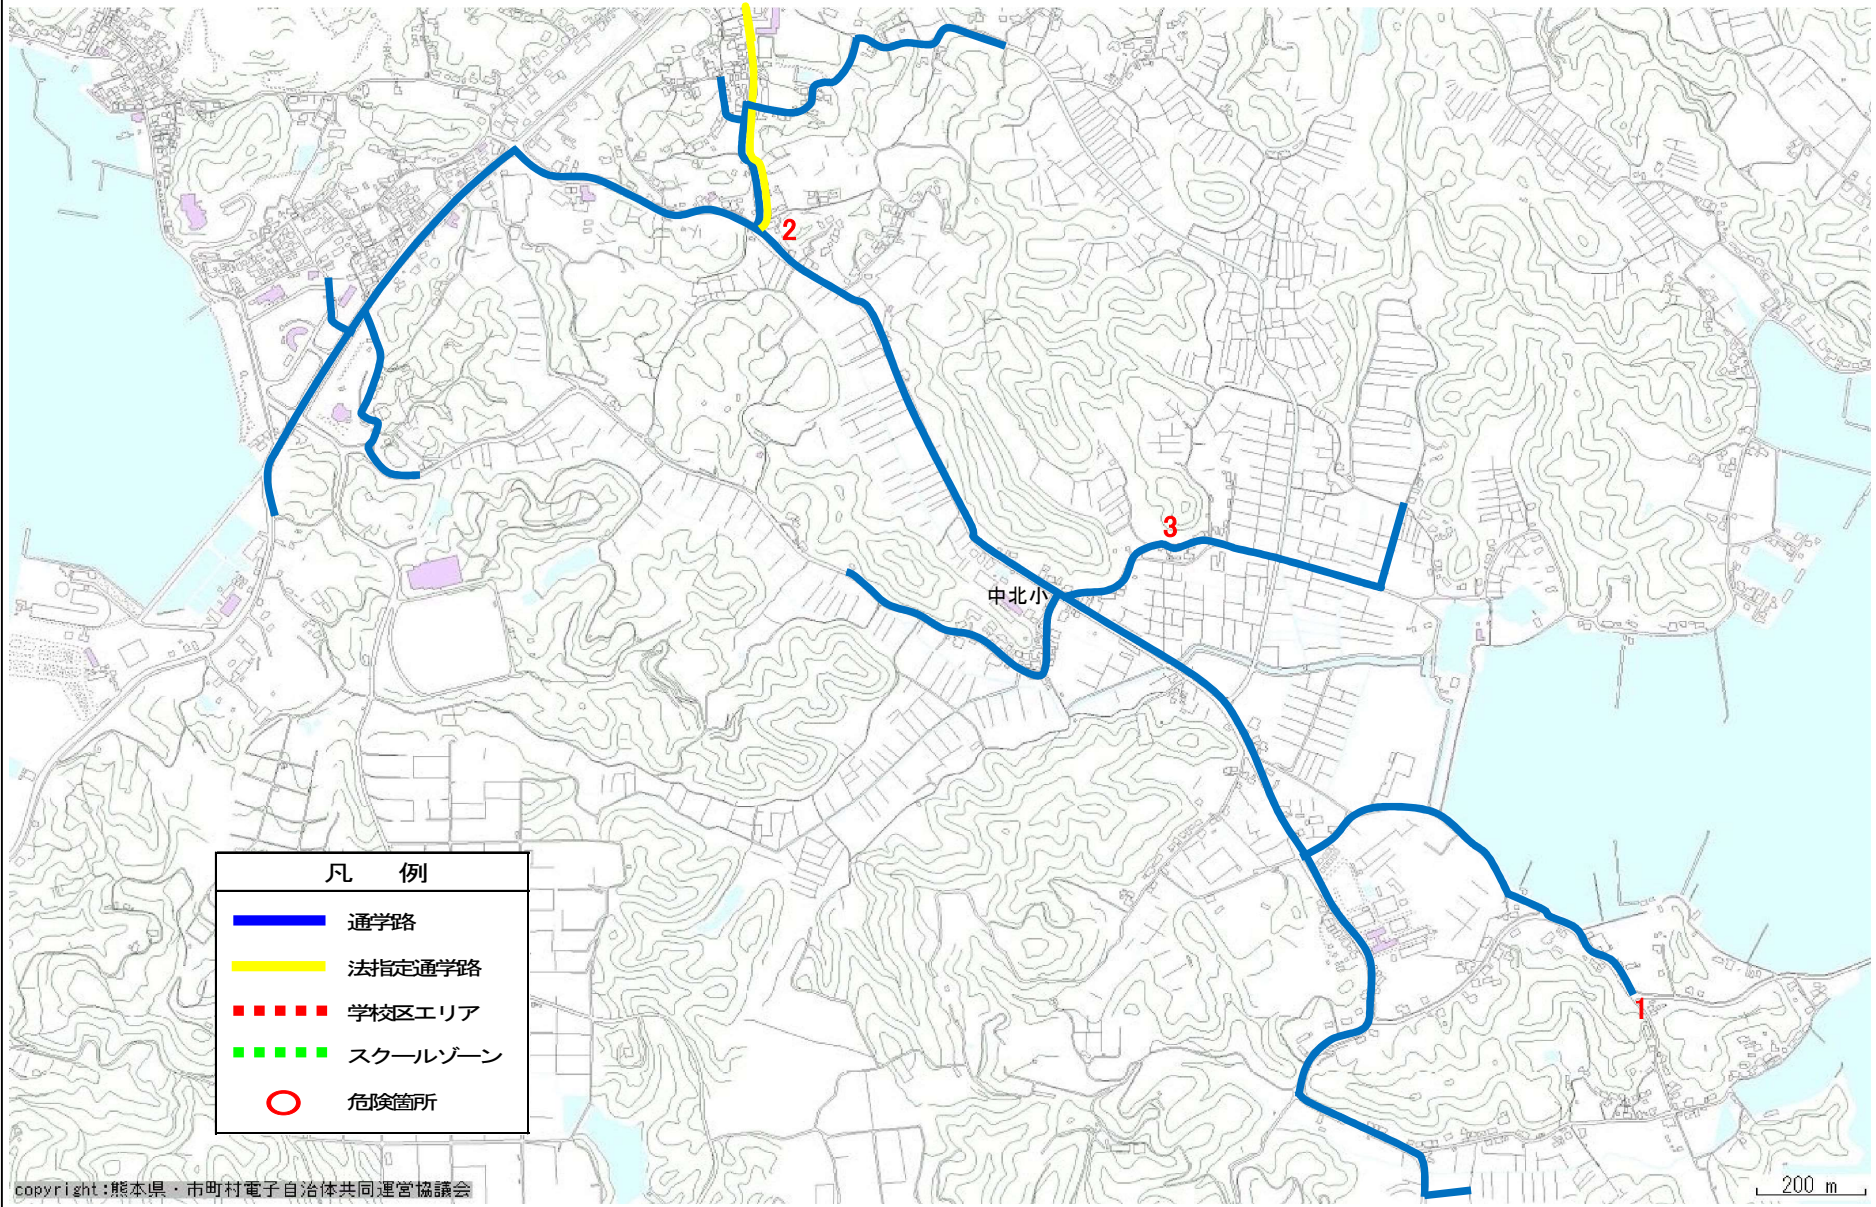 2
3
中北小
1
凡 例
通学路
法指定通学路
学校区エリア
スクールゾーン
危険箇所
copyright:熊本県・市町村電子自治体共同運営協議会
200 m